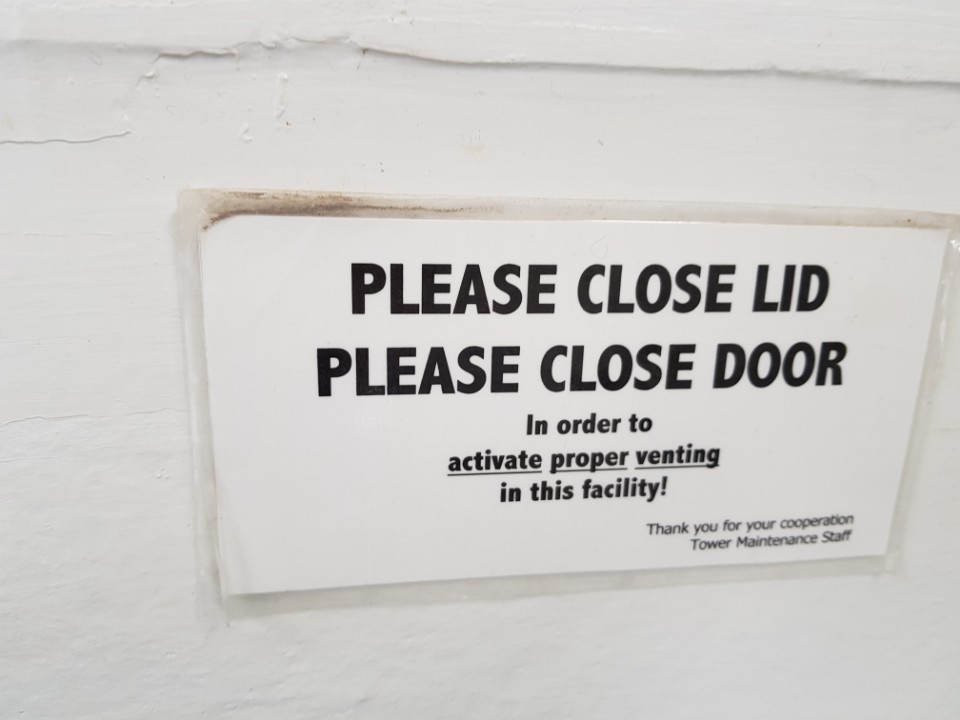 PLEASE CLOSE LID
PLEASE CLOSE DOOR
In order to
activate proper venting
in this facility!
Thank you for your cooperation
Tower Maintenance Staff